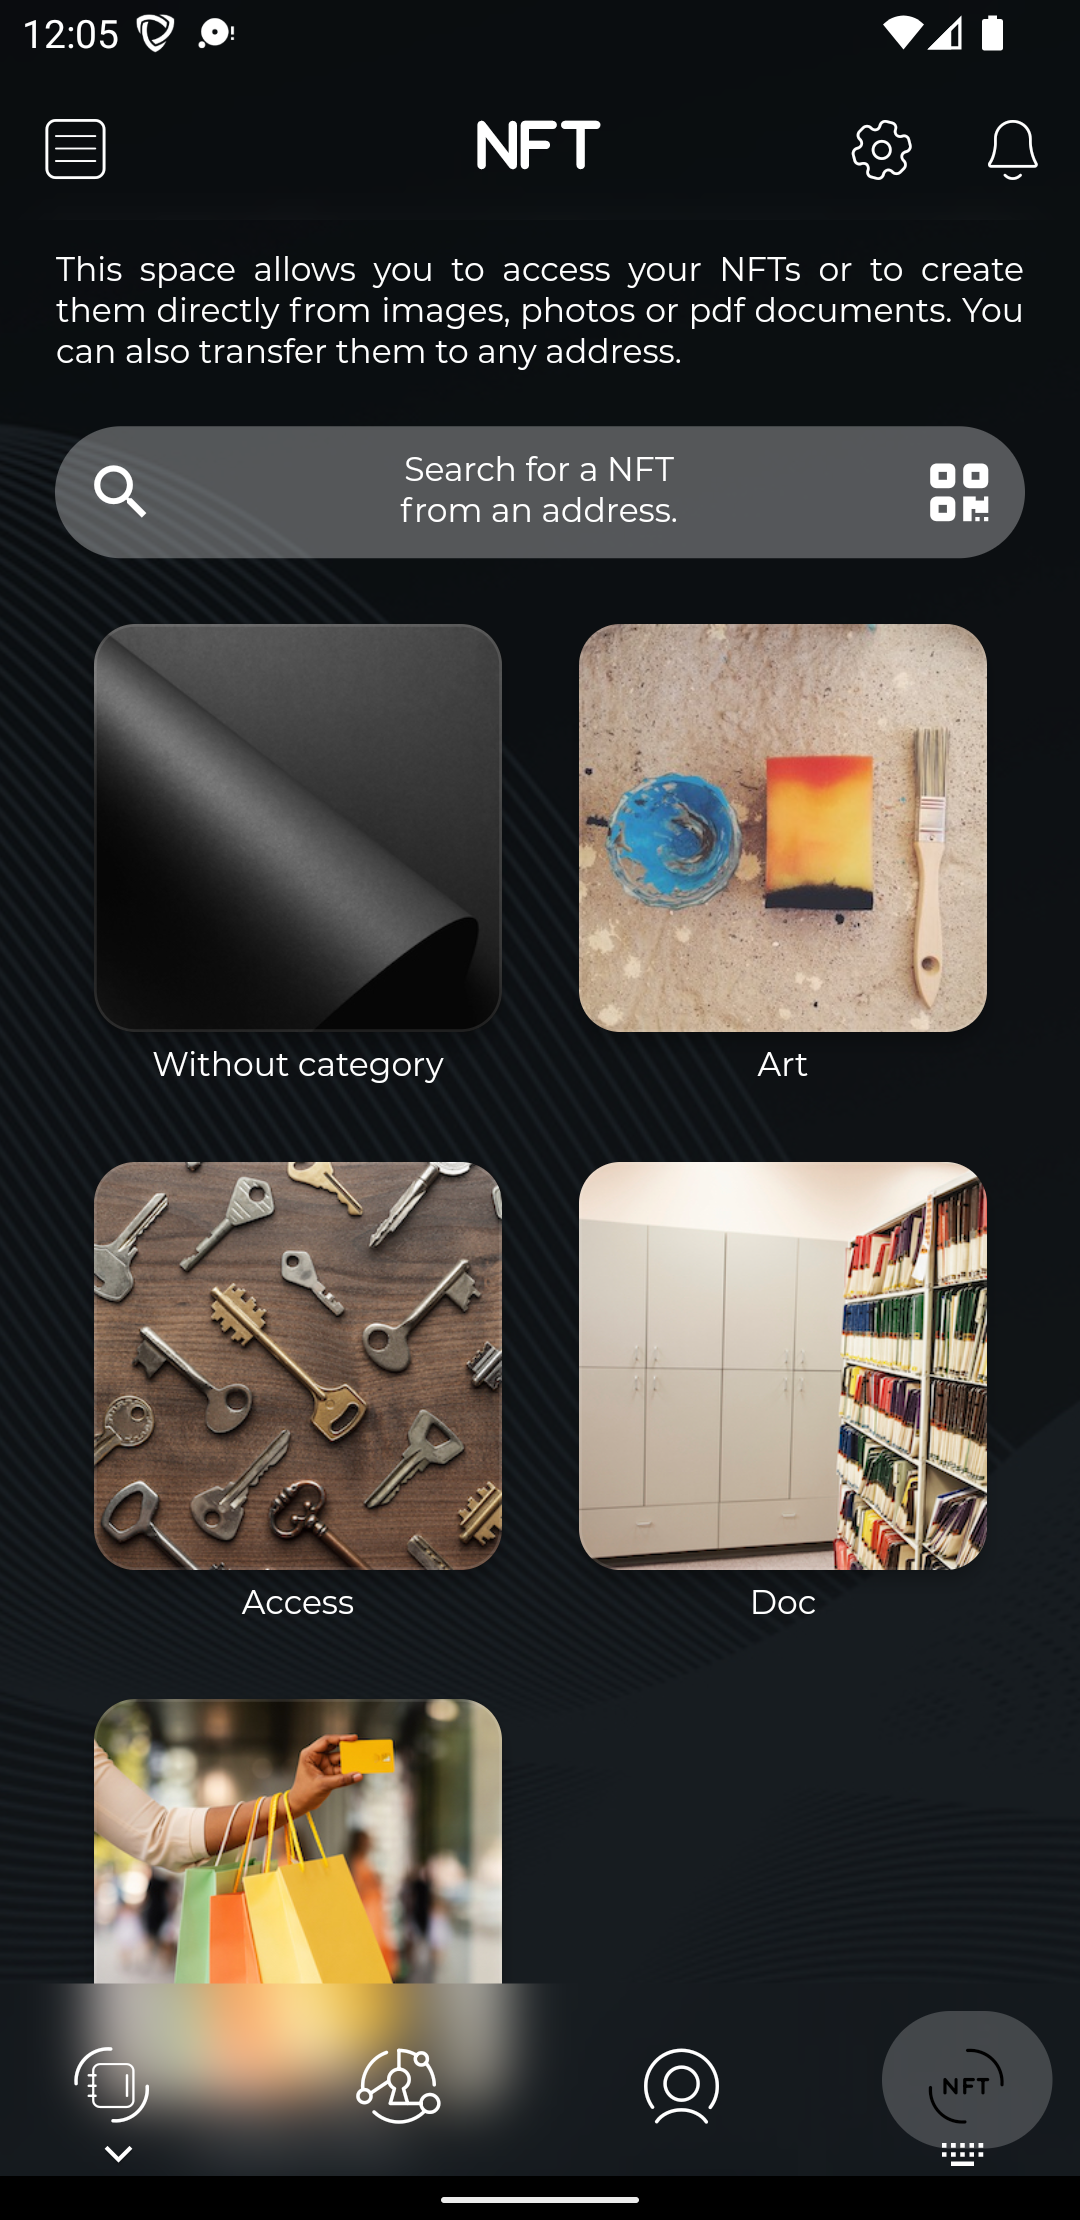 12:05
NFT
This space allows you to access your NFTs or to create
them directly from images, photos or pdf documents. You
can also transfer them to any address.
Search for a NFT
from an address.
Without category
Art
Access
Doc
NFT